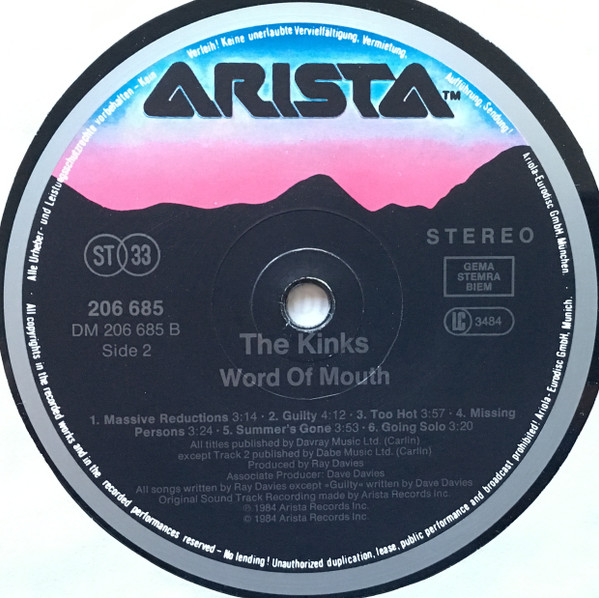 Alle Urheber- und Leistungsschutzrechte vorbehalten – Kein Verleih! Keine unerlaubte Vervielfältigung, Vermietung, Aufführung, Sendung!
ARISTA™
Ariola-Eurodisc GmbH, München.
STEREO
ST 33
GEMA
STEMRA
BIEM
206 685
DM 206 685 B
Side 2
LC 3484
The Kinks
Word Of Mouth
1. Massive Reductions 3:14 · 2. Guilty 4:12 · 3. Too Hot 3:57 · 4. Missing
Persons 3:24 · 5. Summer's Gone 3:53 · 6. Going Solo 3:20
All titles published by Davray Music Ltd. (Carlin)
except Track 2 published by Dabe Music Ltd. (Carlin)
Produced by Ray Davies
Associate Producer: Dave Davies
All songs written by Ray Davies except »Guilty« written by Dave Davies
Original Sound Track Recording made by Arista Records Inc.
℗ 1984 Arista Records Inc.
© 1984 Arista Records Inc.
All copyrights in the recorded works and in the recorded performances reserved – No lending! Unauthorized duplication, lease, public performance and broadcast prohibited! Ariola- Eurodisc GmbH, Munich.